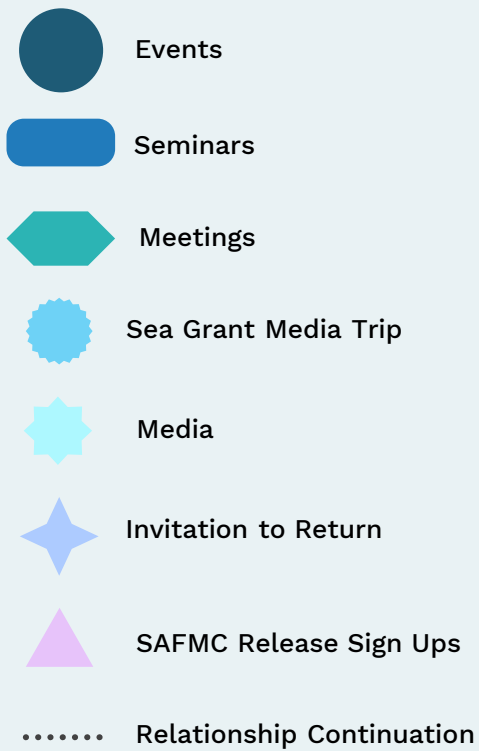 Events
Seminars
Meetings
Sea Grant Media Trip
Media
Invitation to Return
SAFMC Release Sign Ups
Relationship Continuation